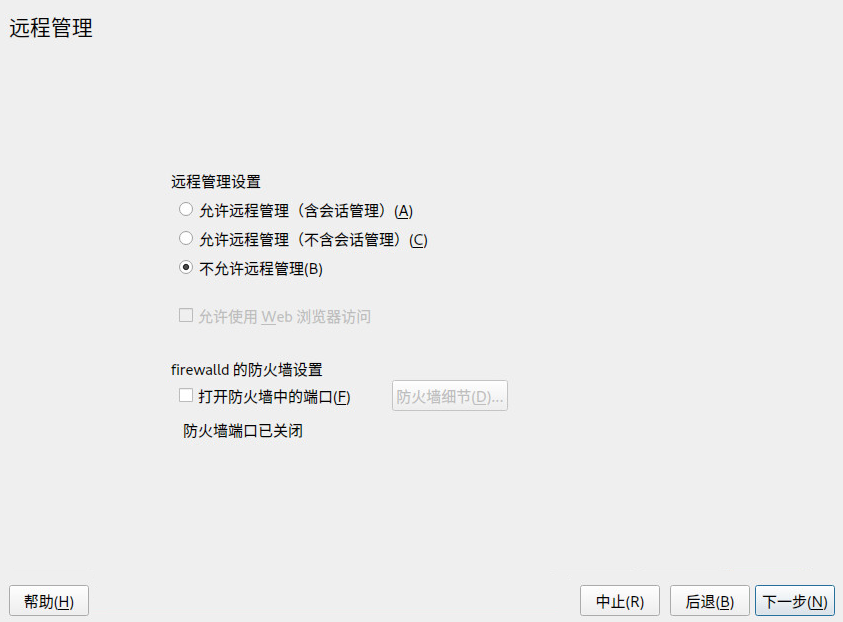 远程管理
远程管理设置
允许远程管理（含会话管理）(A)
允许远程管理（不含会话管理）(C)
不允许远程管理(B)
允许使用 Web 浏览器访问
firewalld 的防火墙设置
打开防火墙中的端口(F) 防火墙细节(D)...
防火墙端口已关闭
帮助(H) 中止(R) 后退(B) 下一步(N)